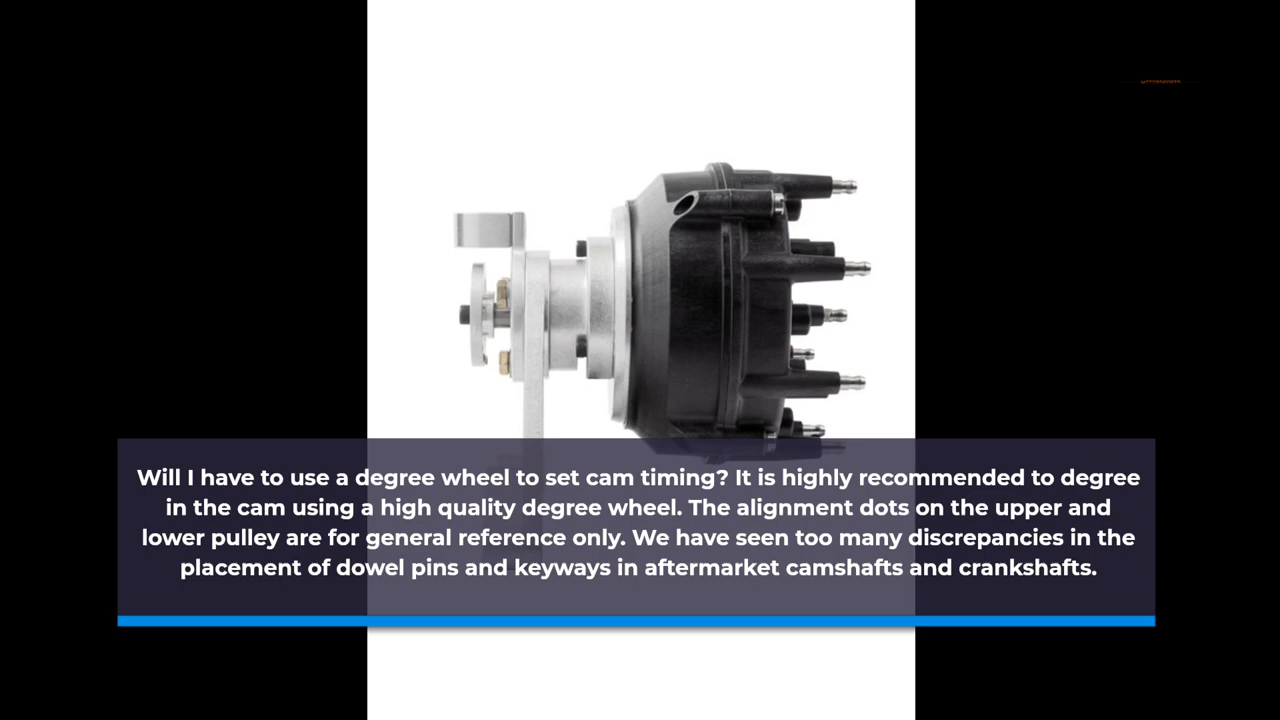 Will I have to use a degree wheel to set cam timing? It is highly recommended to degree
in the cam using a high quality degree wheel. The alignment dots on the upper and
lower pulley are for general reference only. We have seen too many discrepancies in the
placement of dowel pins and keyways in aftermarket camshafts and crankshafts.